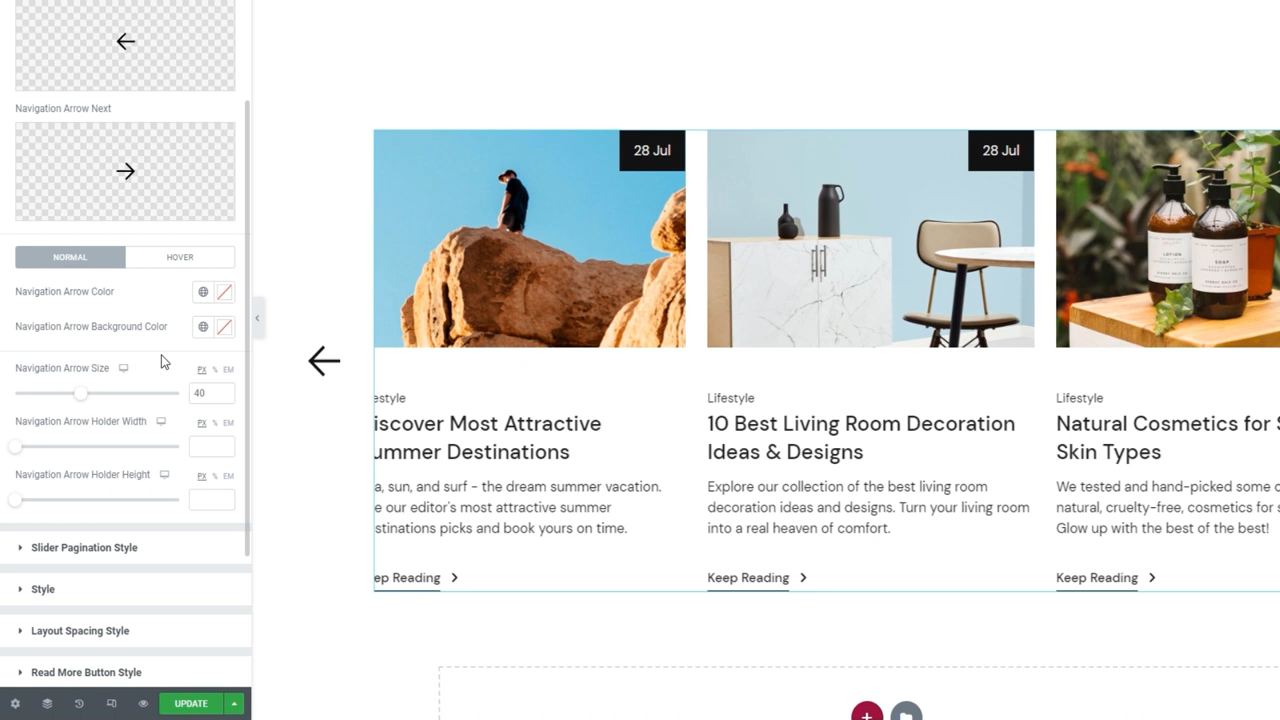 Navigation Arrow Next
NORMAL
HOVER
Navigation Arrow Color
Navigation Arrow Background Color
Navigation Arrow Size
PX % EM
40
Navigation Arrow Holder Width
PX % EM
Navigation Arrow Holder Height
PX % EM
Slider Pagination Style
Style
Layout Spacing Style
Read More Button Style
UPDATE
28 Jul
estyle
iscover Most Attractive
ummer Destinations
a, sun, and surf - the dream summer vacation.
e our editor's most attractive summer
stinations picks and book yours on time.
ep Reading
28 Jul
Lifestyle
10 Best Living Room Decoration
Ideas & Designs
Explore our collection of the best living room
decoration ideas and designs. Turn your living room
into a real heaven of comfort.
Keep Reading
LOTION
SOAP
Lifestyle
Natural Cosmetics for S
Skin Types
We tested and hand-picked some o
natural, cruelty-free, cosmetics for s
Glow up with the best of the best!
Keep Reading